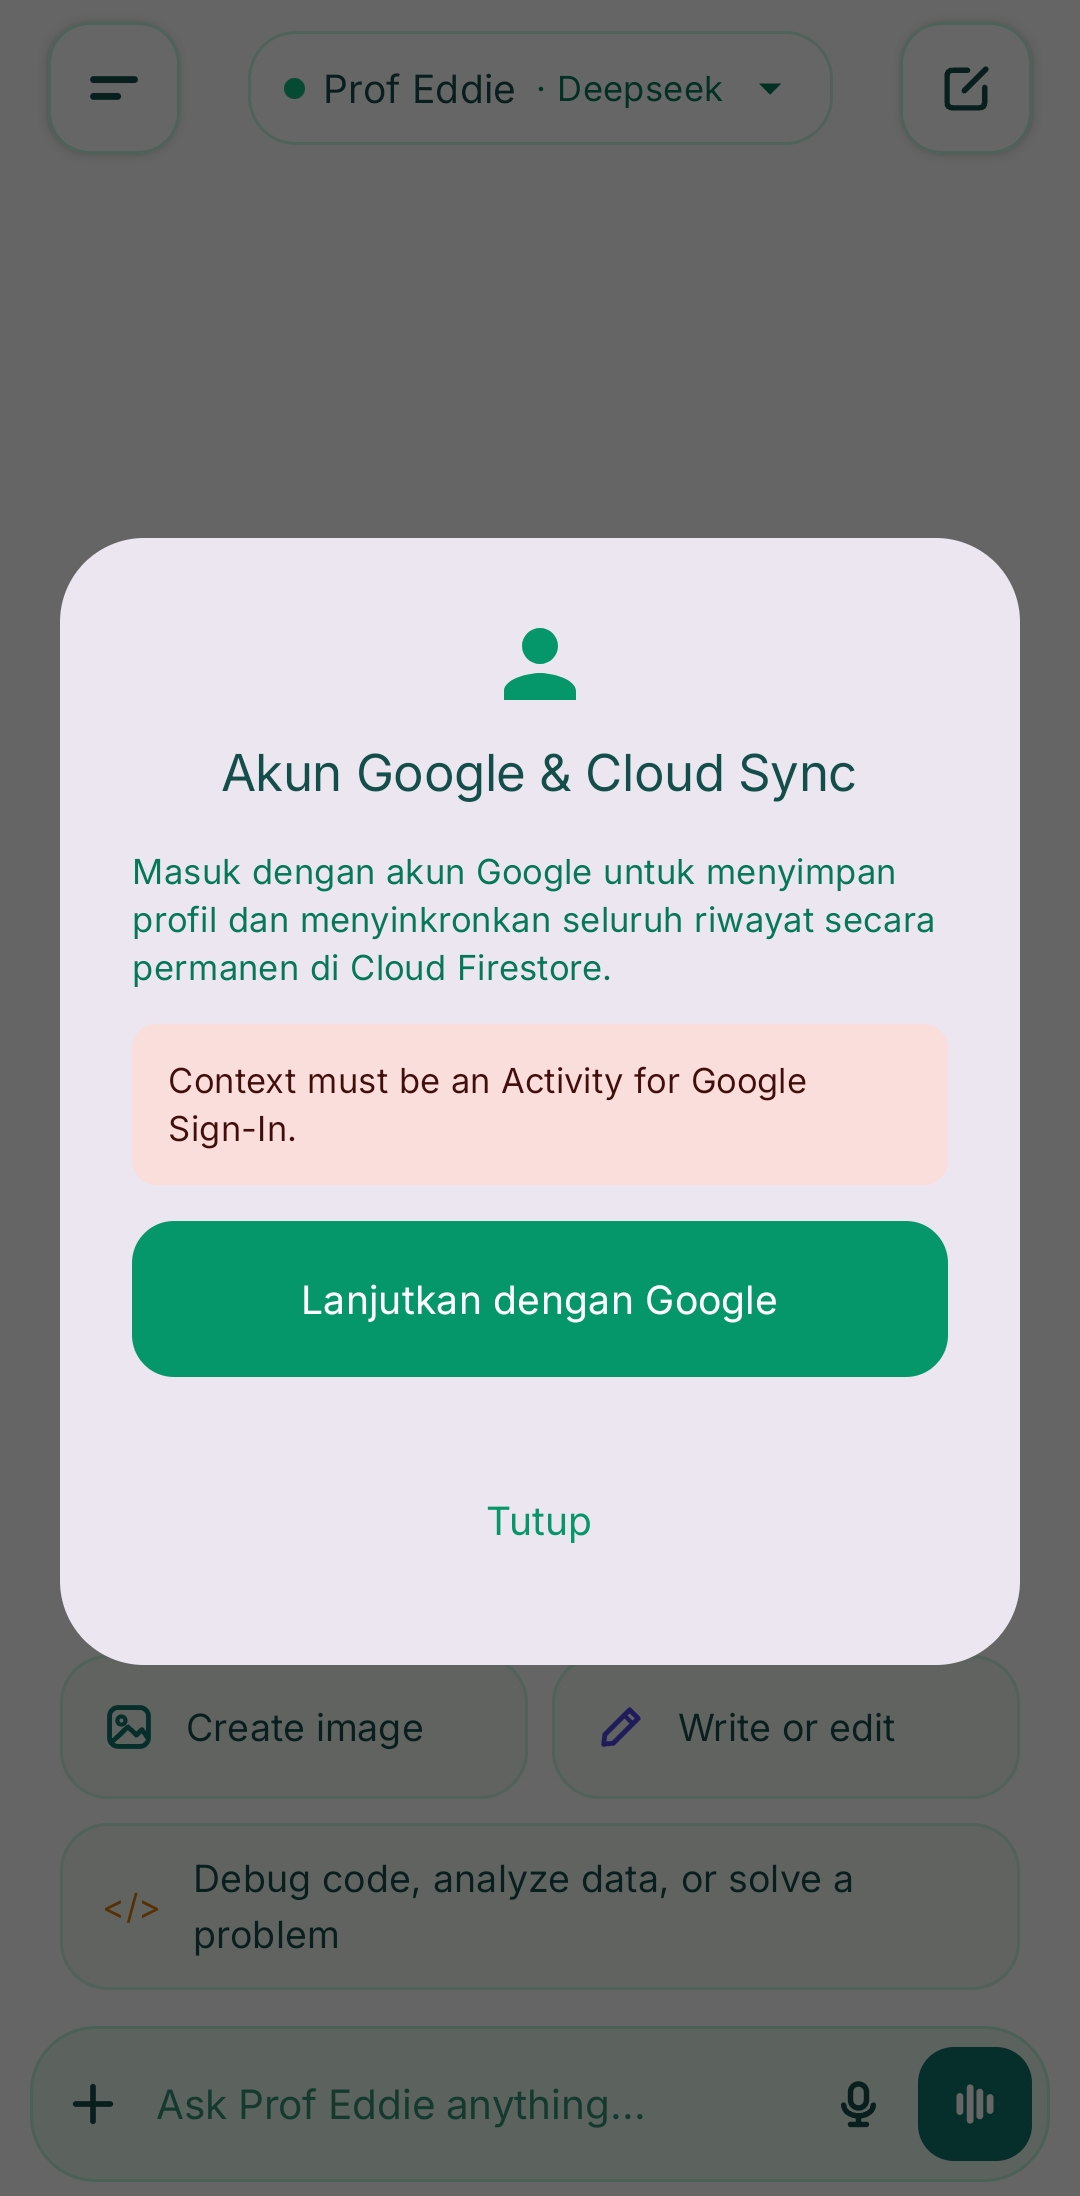 Prof Eddie · Deepseek
Akun Google & Cloud Sync
Masuk dengan akun Google untuk menyimpan
profil dan menyinkronkan seluruh riwayat secara
permanen di Cloud Firestore.
Context must be an Activity for Google
Sign-In.
Lanjutkan dengan Google
Tutup
Create image
Write or edit
</> Debug code, analyze data, or solve a
problem
Ask Prof Eddie anything...